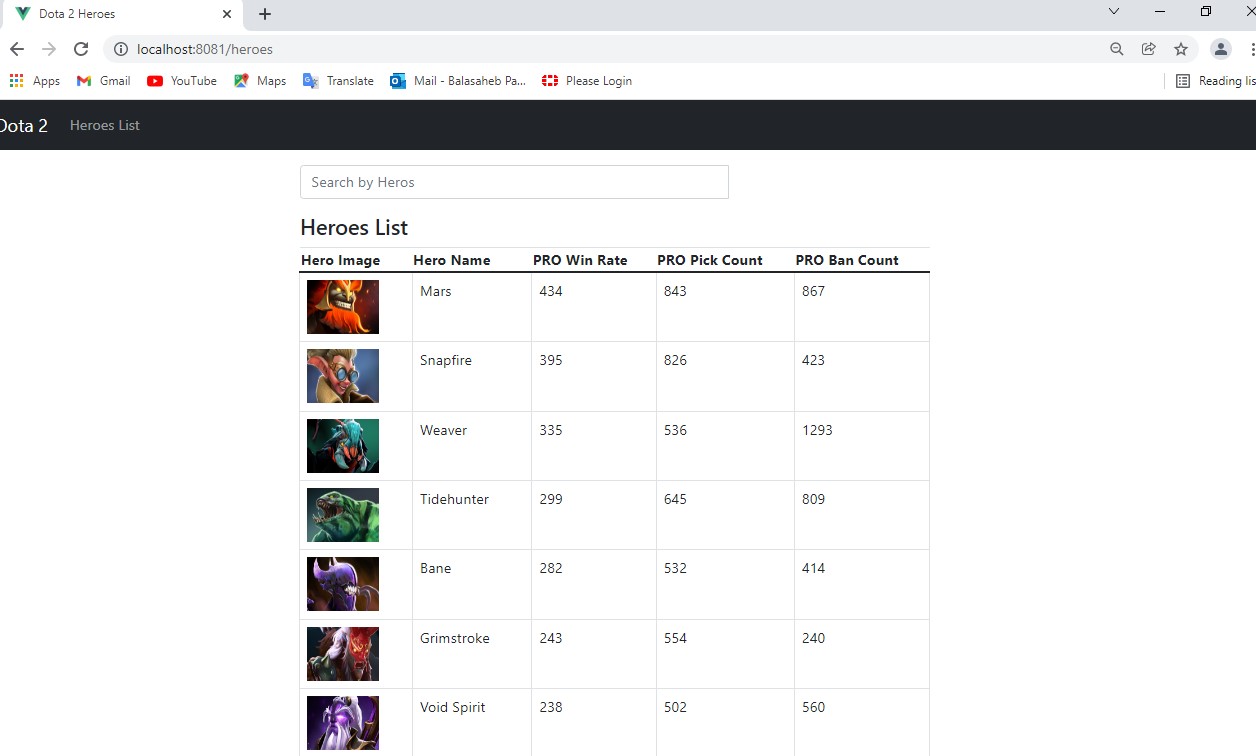 Dota 2 Heroes
localhost:8081/heroes
Apps Gmail YouTube Maps Translate Mail - Balasaheb Pa... Please Login Reading lis
Dota 2 Heroes List
Search by Heros
Heroes List
Hero Image Hero Name PRO Win Rate PRO Pick Count PRO Ban Count
Mars 434 843 867
Snapfire 395 826 423
Weaver 335 536 1293
Tidehunter 299 645 809
Bane 282 532 414
Grimstroke 243 554 240
Void Spirit 238 502 560